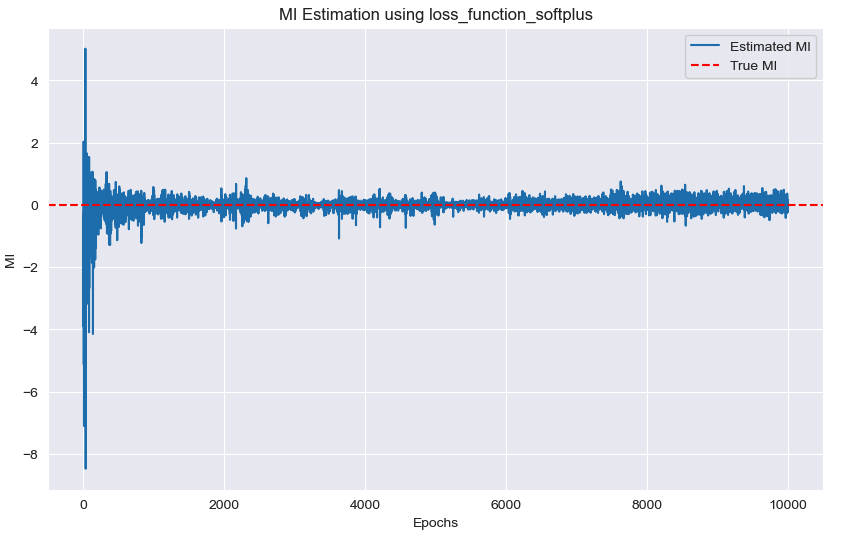 MI Estimation using loss_function_softplus
Estimated MI
True MI
4
2
0
−2
−4
−6
−8
MI
0 2000 4000 6000 8000 10000
Epochs